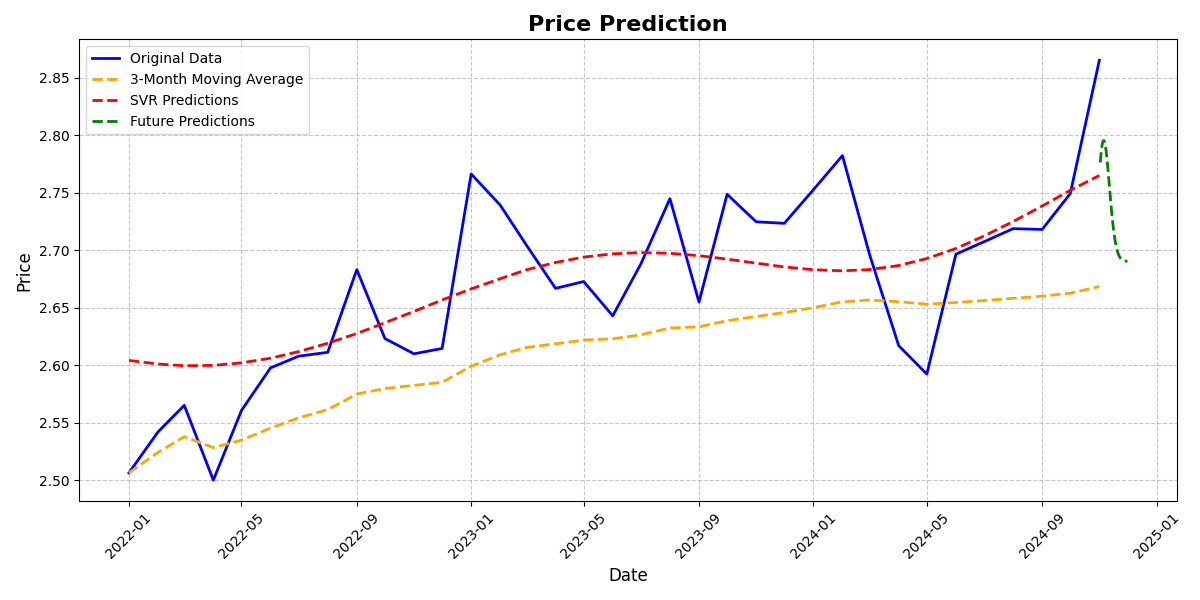 Price Prediction
Original Data
3-Month Moving Average
SVR Predictions
Future Predictions
Price
2.85
2.80
2.75
2.70
2.65
2.60
2.55
2.50
2022-01
2022-05
2022-09
2023-01
2023-05
2023-09
2024-01
2024-05
2024-09
2025-01
Date